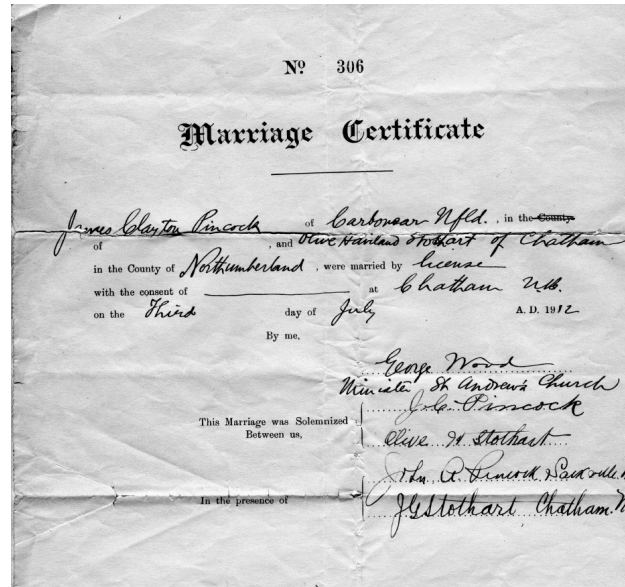 No 306
Marriage Certificate
James Clayton Pincock of Carbonear Nfld. , in the County
of , and Olive Haviland Stothart of Chatham
in the County of Northumberland , were married by license
with the consent of at Chatham N.B.
on the Third day of July A. D. 1912
By me,
George Wood
Minister St Andrew's Church
J. C. Pincock
This Marriage was Solemnized
Between us,
Olive H Stothart
John A Pincock Sackville
In the presence of
J G Stothart Chatham. N